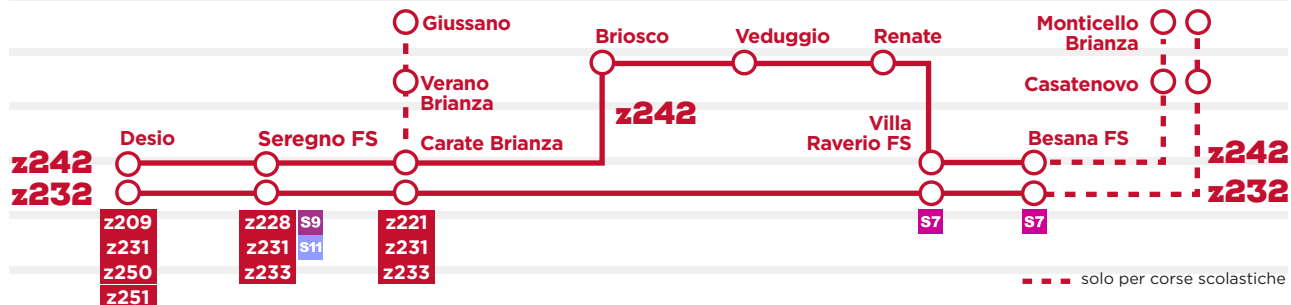 Giussano
Verano
Brianza
Carate Brianza
Briosco
Veduggio
Renate
Monticello
Brianza
Casatenovo
z242
Villa
Raverio FS
Besana FS
Desio
Seregno FS
z242
z232
z242
z232
z209
z231
z250
z251
z228
z231
z233
S9
S11
z221
z231
z233
S7
S7
solo per corse scolastiche